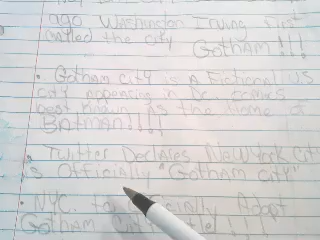 ago Washington Irving first
called the city
Gotham!!!
. Gotham city is a Fictional US
city appearing in Dc. comics
best known as the Home of
Batman!!!!
. Twitter Declares New York Cit
is Officially "Gotham city"
. NYC. to Officially Adopt
Gotham City